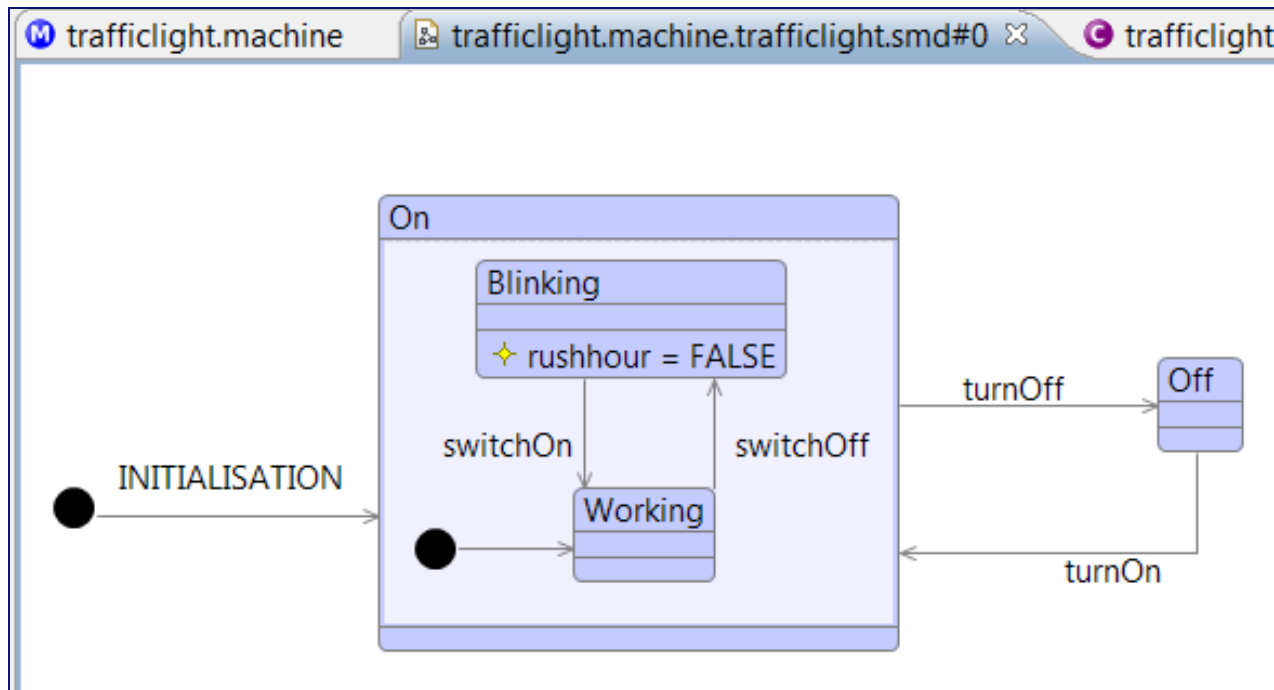 M trafficlight.machine
trafficlight.machine.trafficlight.smd#0
C trafficlight
On
Blinking
rushhour = FALSE
switchOn
switchOff
Working
INITIALISATION
turnOff
Off
turnOn